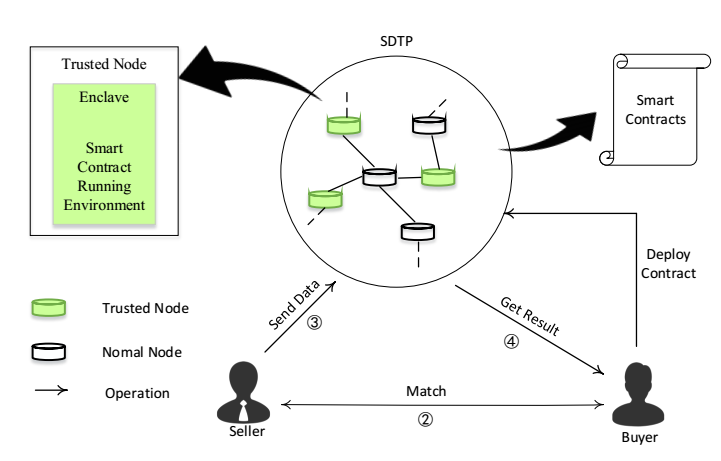 SDTP
Trusted Node
Enclave
Smart
Contract
Running
Environment
Smart
Contracts
Deploy
Contract
Send Data
③
Get Result
④
Trusted Node
Nomal Node
Operation
Match
②
Seller
Buyer